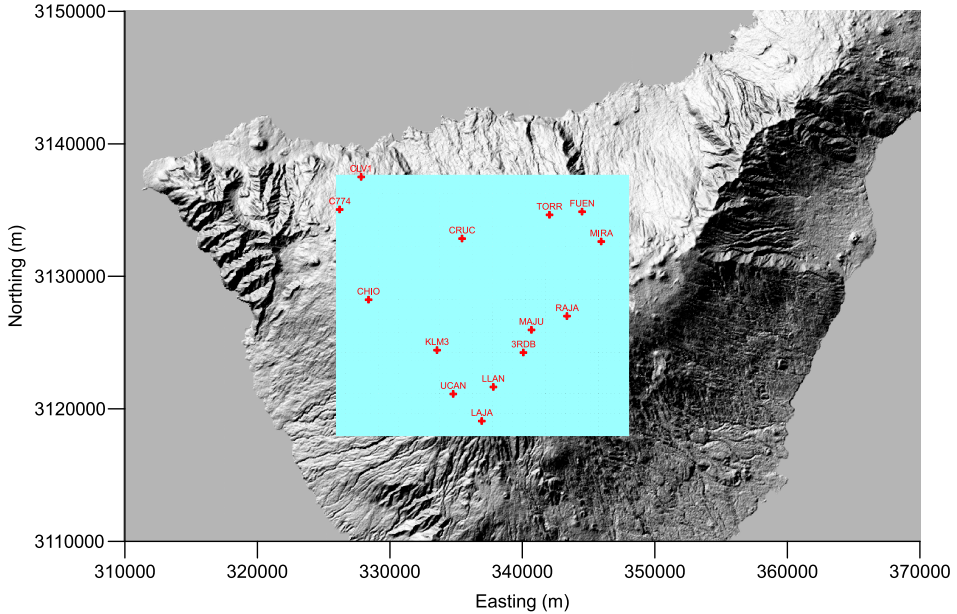 3150000
3140000
3130000
3120000
3110000
Northing (m)
CLV1
C774
TORR
FUEN
CRUC
MIRA
CHIO
RAJA
MAJU
KLM3
3RDB
LLAN
UCAN
LAJA
310000
320000
330000
340000
350000
360000
370000
Easting (m)